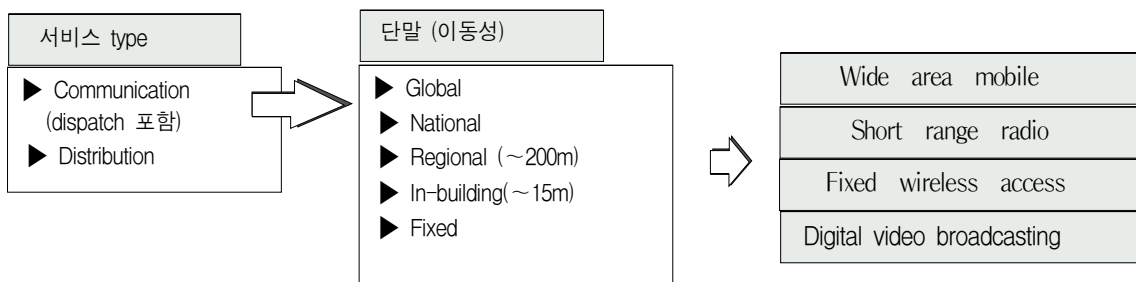 서비스 type
▶ Communication
(dispatch 포함)
▶ Distribution
단말 (이동성)
▶ Global
▶ National
▶ Regional (∼200m)
▶ In-building(∼15m)
▶ Fixed
Wide area mobile
Short range radio
Fixed wireless access
Digital video broadcasting